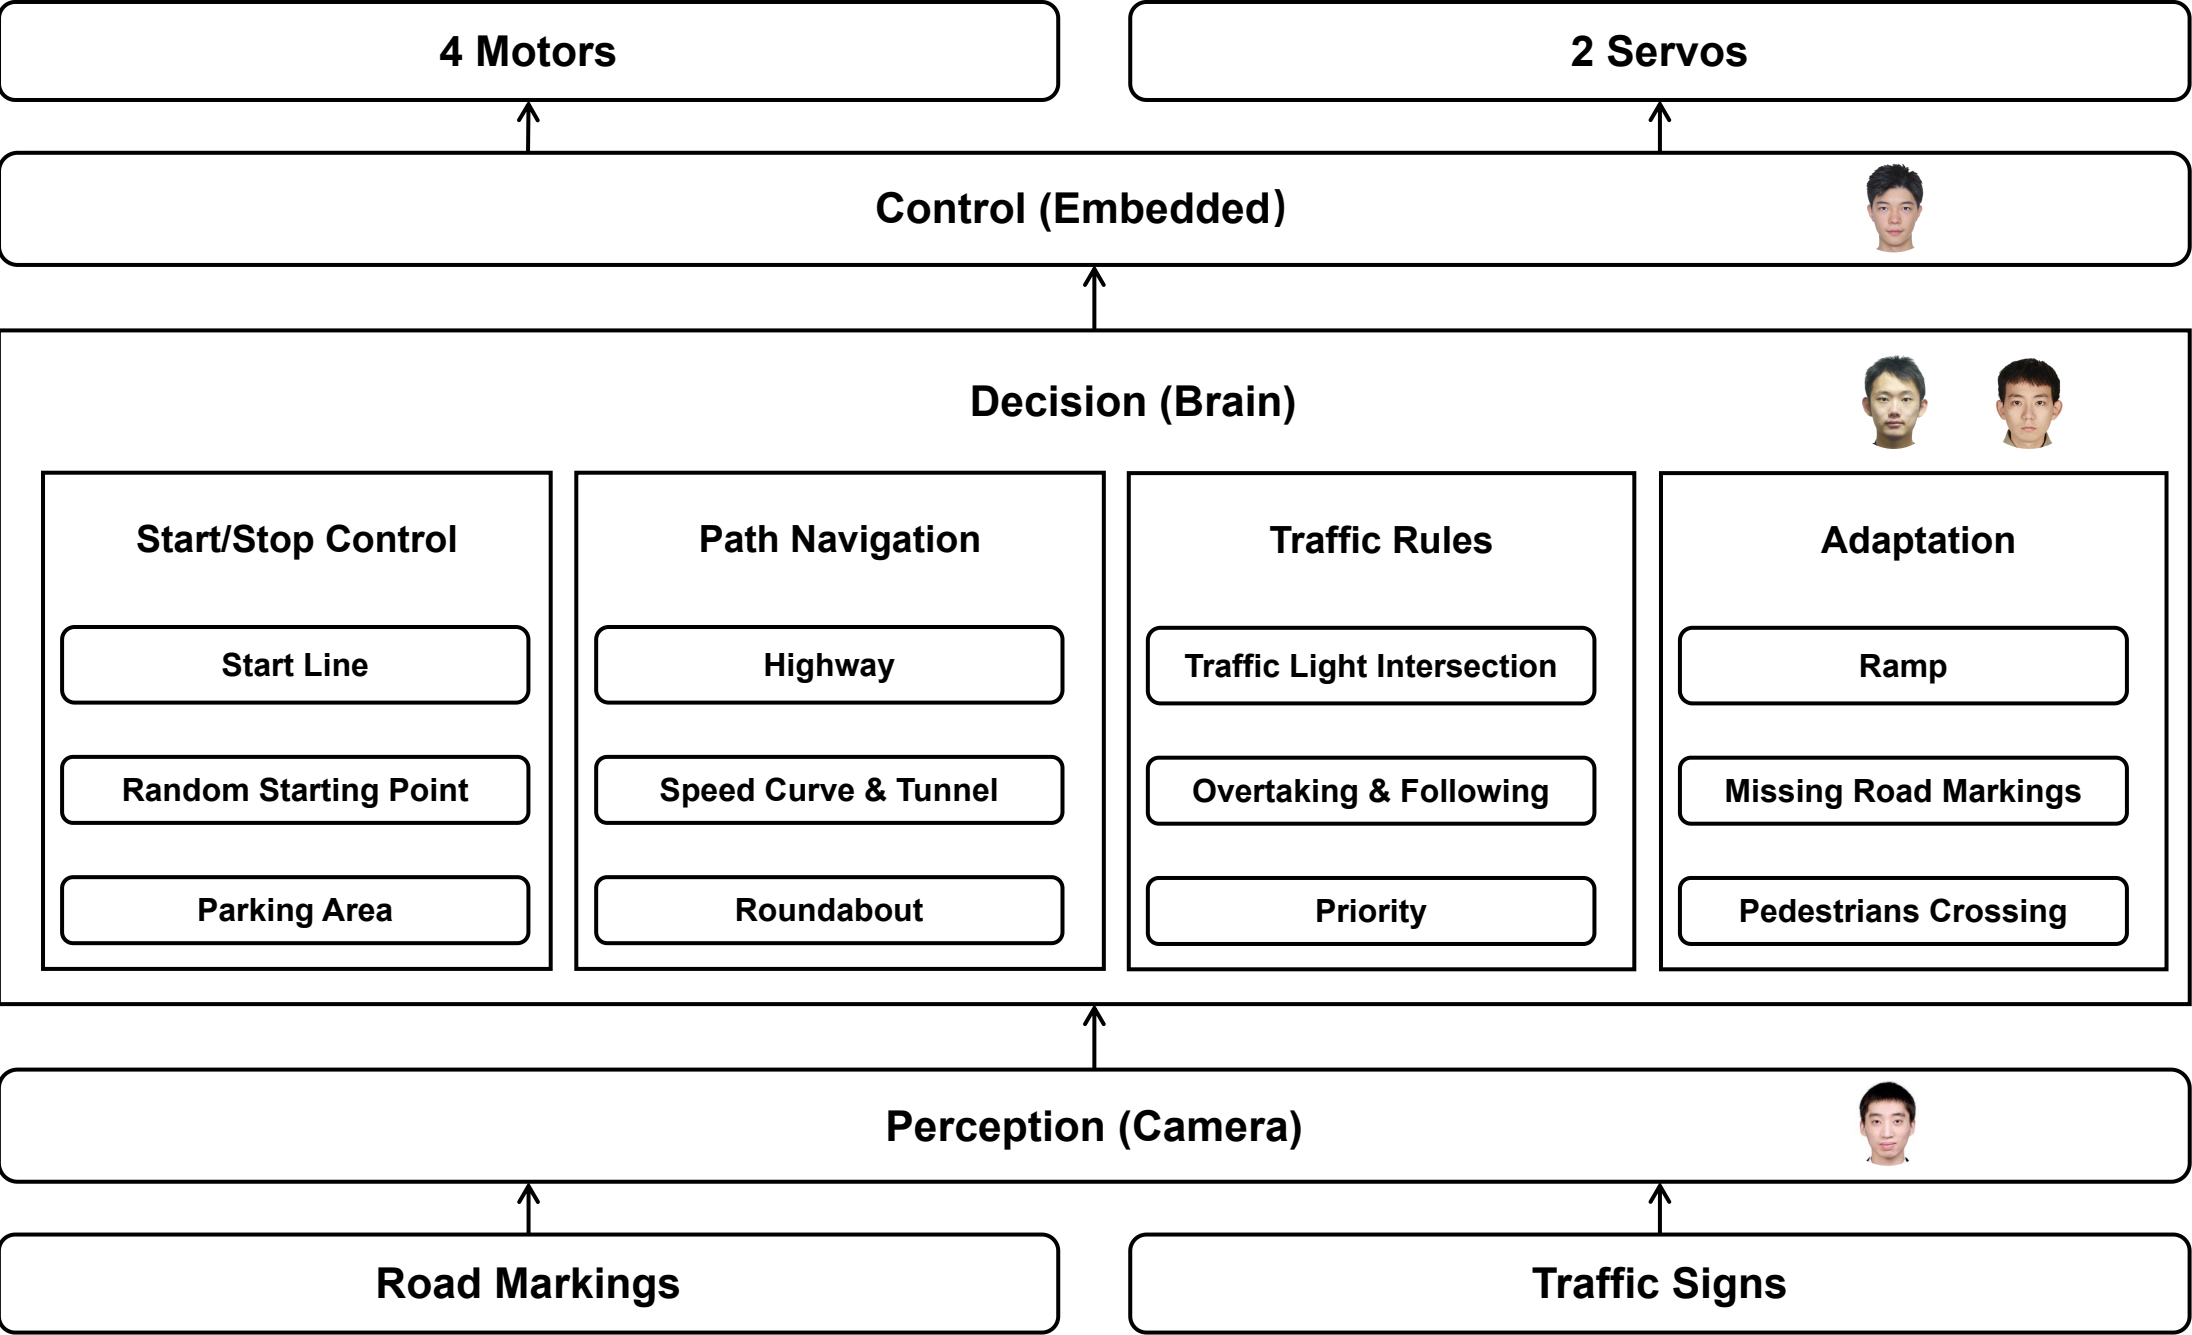 4 Motors
2 Servos
Control (Embedded)
Decision (Brain)
Start/Stop Control
Start Line
Random Starting Point
Parking Area
Path Navigation
Highway
Speed Curve & Tunnel
Roundabout
Traffic Rules
Traffic Light Intersection
Overtaking & Following
Priority
Adaptation
Ramp
Missing Road Markings
Pedestrians Crossing
Perception (Camera)
Road Markings
Traffic Signs